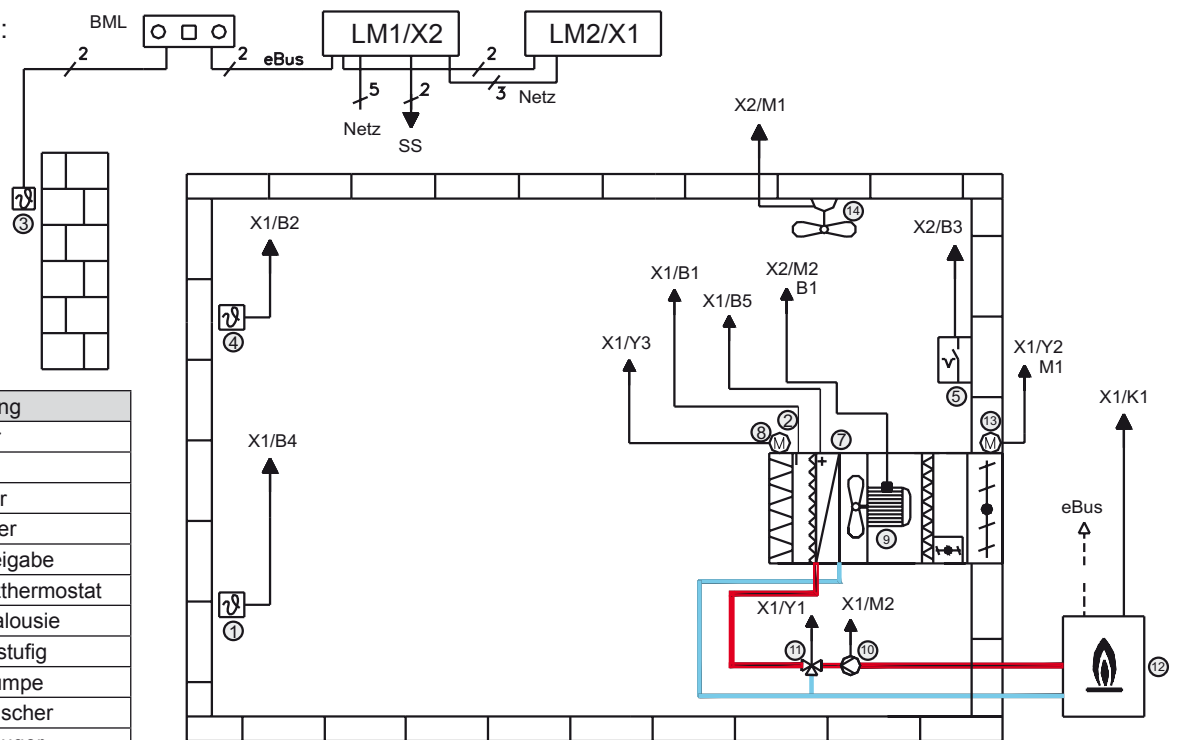 :
BML
2
2
eBus
LM1/X2
LM2/X1
2
5
2
3
Netz
Netz
SS
X2/M1
14
3
X1/B2
4
X2/B3
X2/M2
B1
X1/B1
X1/B5
X1/Y3
5
X1/Y2
M1
X1/K1
X1/B4
8
M
2
7
13
M
+
9
eBus
1
X1/Y1
X1/M2
11
10
12
ng
r
er
eigabe
tthermostat
alousie
stufig
umpe
scher